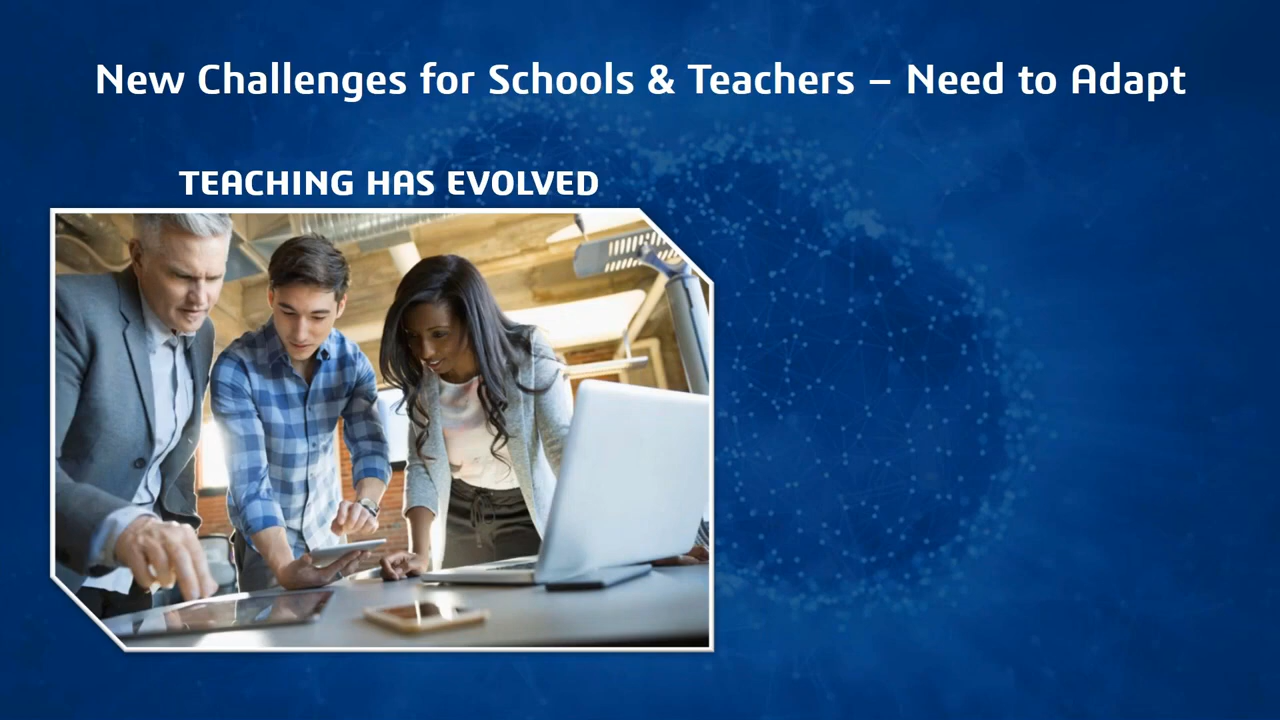 New Challenges for Schools & Teachers – Need to Adapt
TEACHING HAS EVOLVED